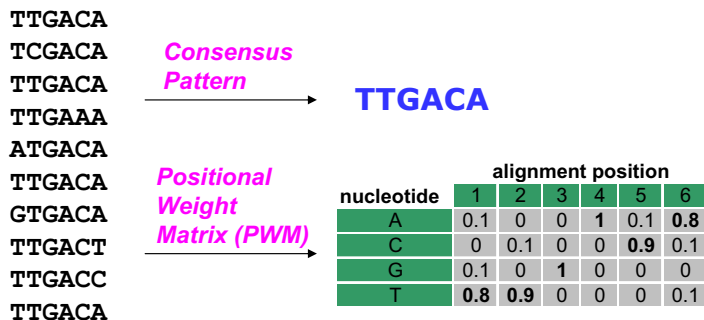 TTGACA
TCGACA
TTGACA
TTGAAA
ATGACA
TTGACA
GTGACA
TTGACT
TTGACC
TTGACA
Consensus
Pattern
TTGACA
Positional
Weight
Matrix (PWM)
alignment position
nucleotide 1 2 3 4 5 6
A 0.1 0 0 1 0.1 0.8
C 0 0.1 0 0 0.9 0.1
G 0.1 0 1 0 0 0
T 0.8 0.9 0 0 0 0.1